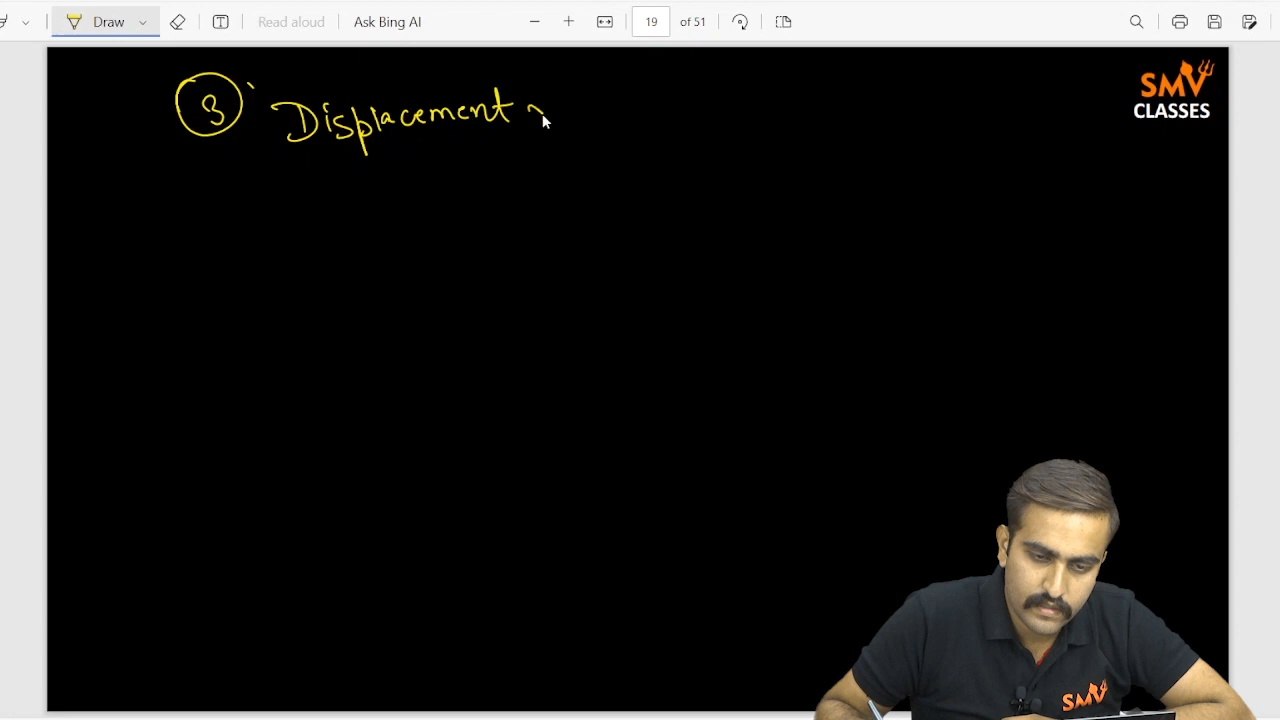 Draw
Read aloud
Ask Bing AI
19 of 51
SMV
CLASSES
3 Displacement
SMV